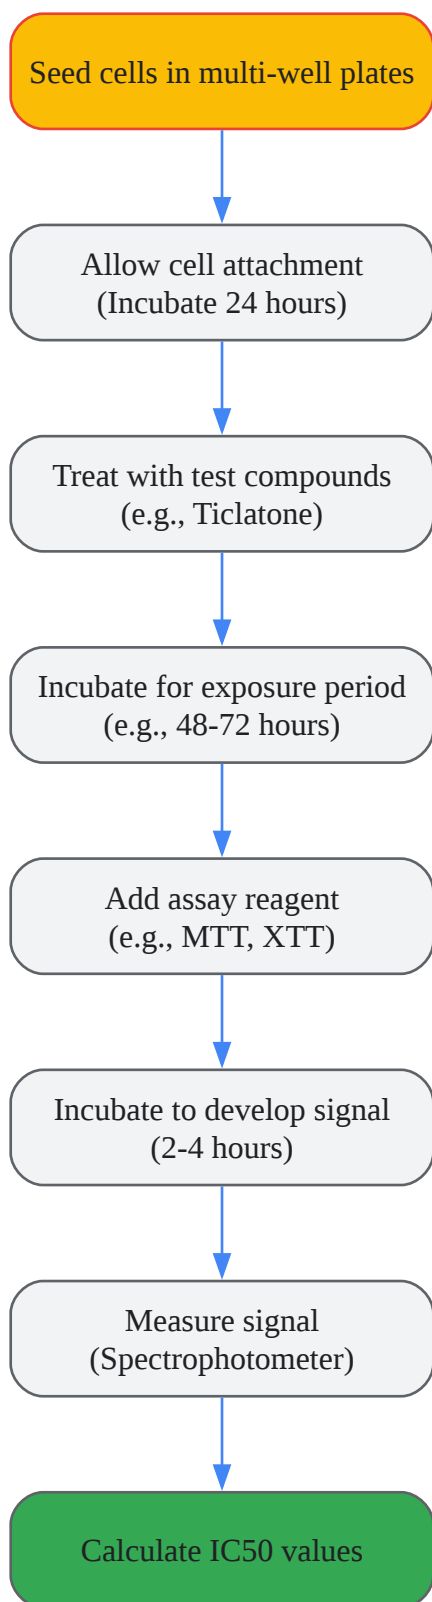 Seed cells in multi-well plates
Allow cell attachment
(Incubate 24 hours)
Treat with test compounds
(e.g., Ticlatone)
Incubate for exposure period
(e.g., 48-72 hours)
Add assay reagent
(e.g., MTT, XTT)
Incubate to develop signal
(2-4 hours)
Measure signal
(Spectrophotometer)
Calculate IC50 values